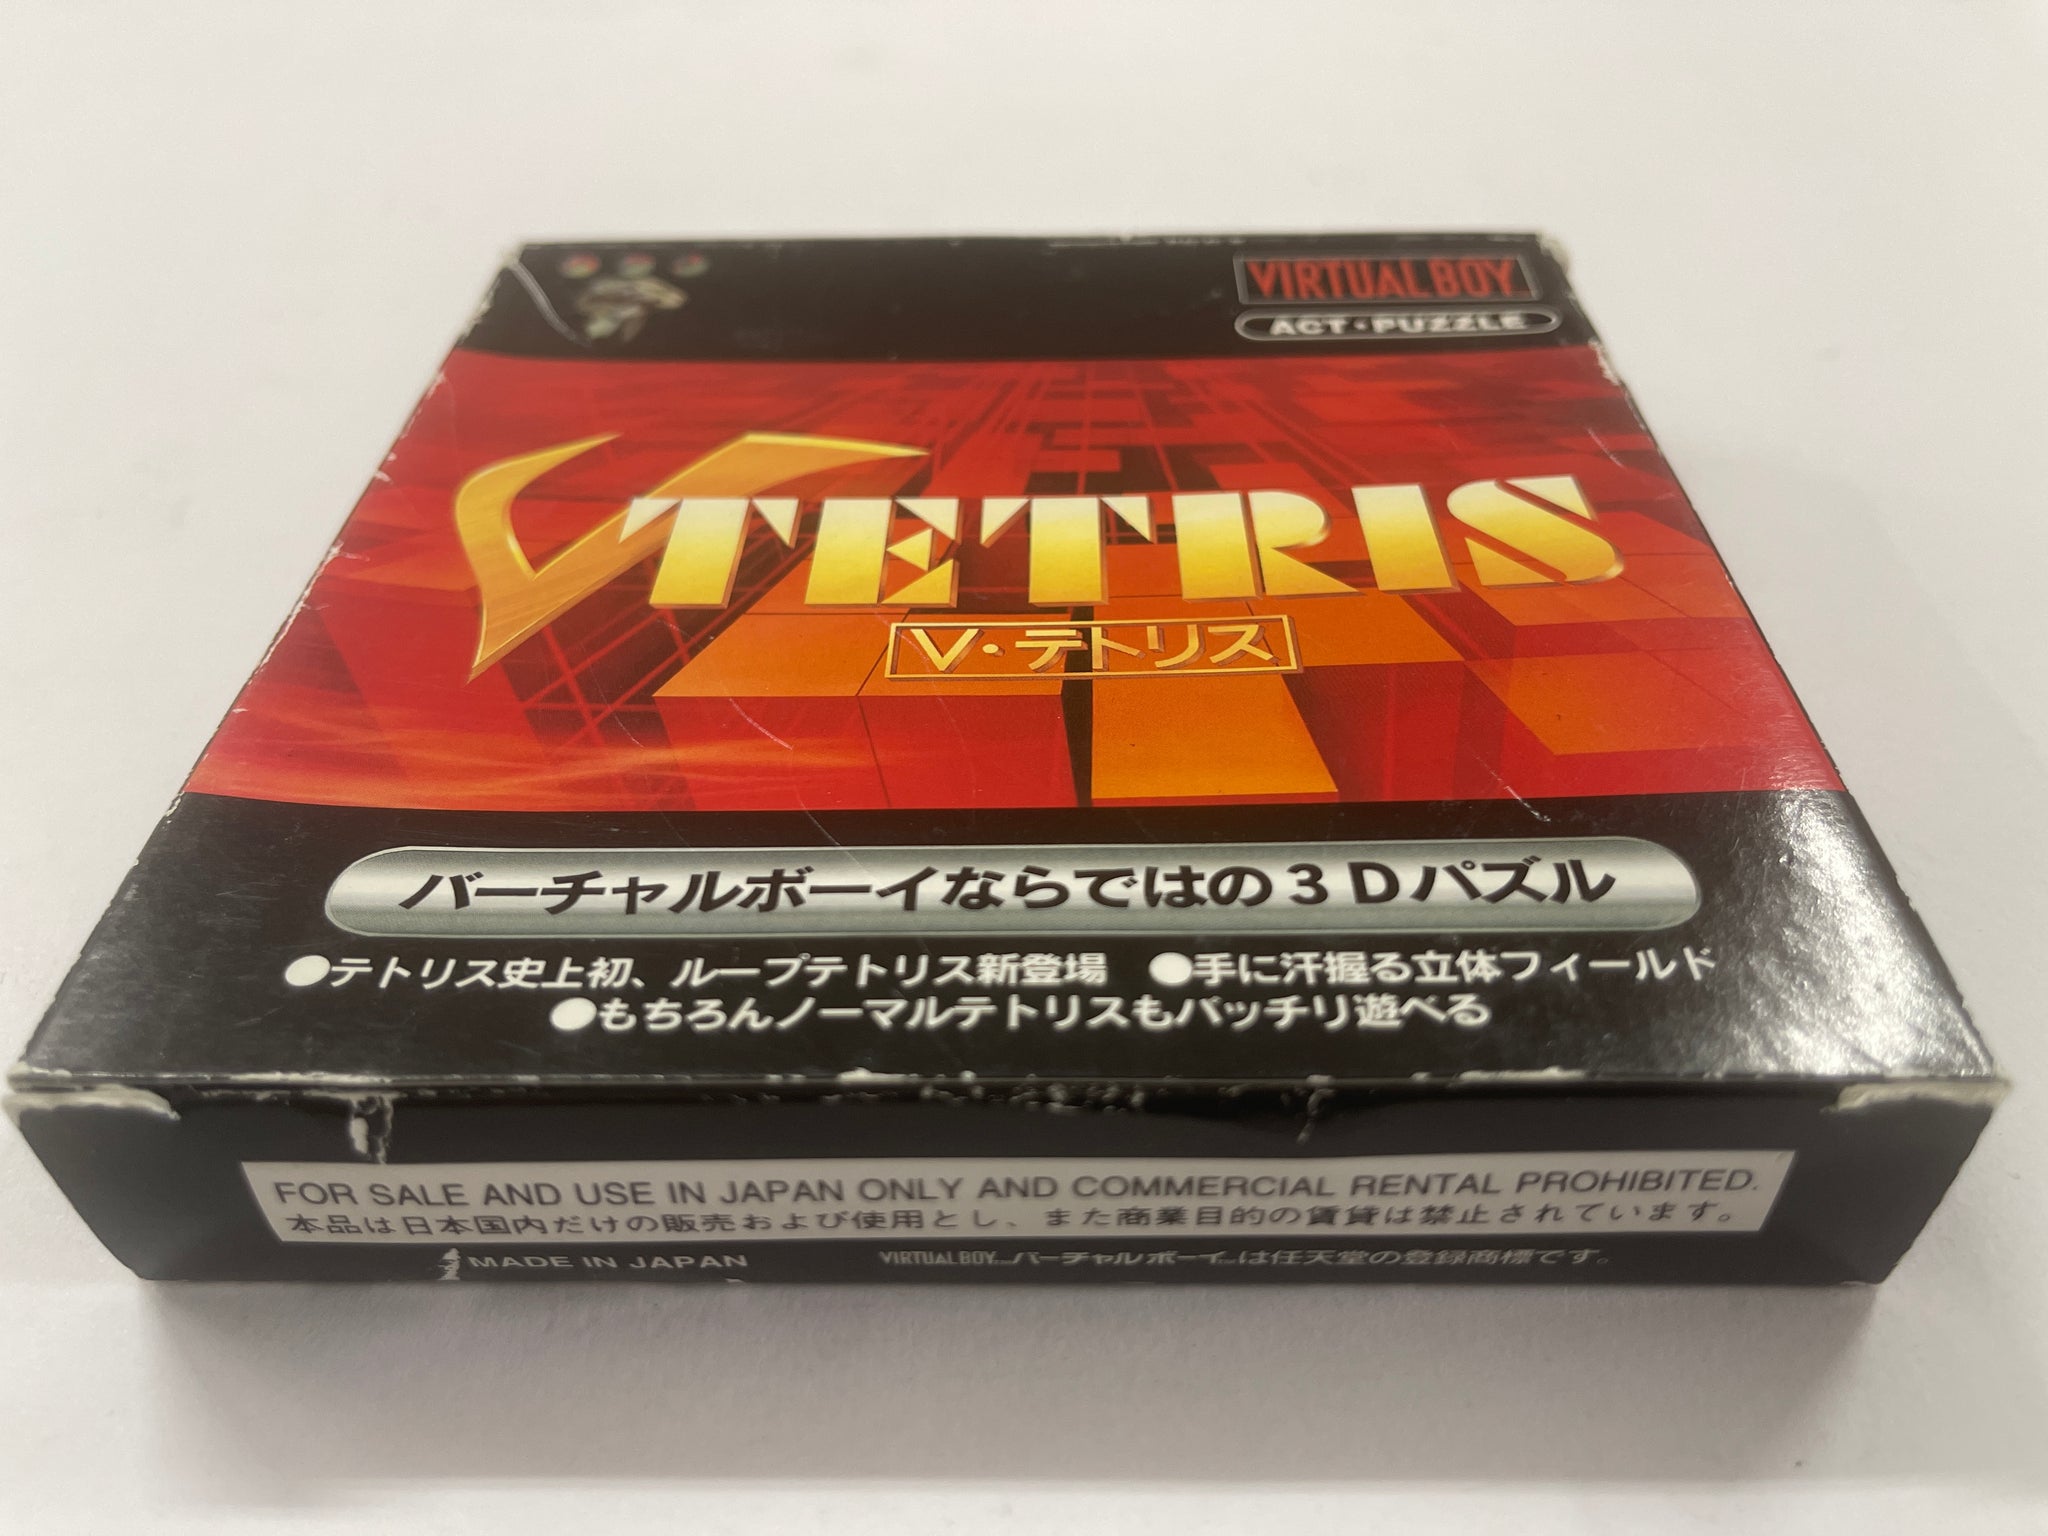 VIRTUAL BOY
ACT・PUZZLE
V TETRIS
V・テトリス
バーチャルボーイならではの3Dパズル
●テトリス史上初、ループテトリス新登場 ●手に汗握る立体フィールド
●もちろんノーマルテトリスもバッチリ遊べる
FOR SALE AND USE IN JAPAN ONLY AND COMMERCIAL RENTAL PROHIBITED.
本品は日本国内だけの販売および使用とし、また商業目的の賃貸は禁止されています。
MADE IN JAPAN
VIRTUAL BOY バーチャルボーイは任天堂の登録商標です。